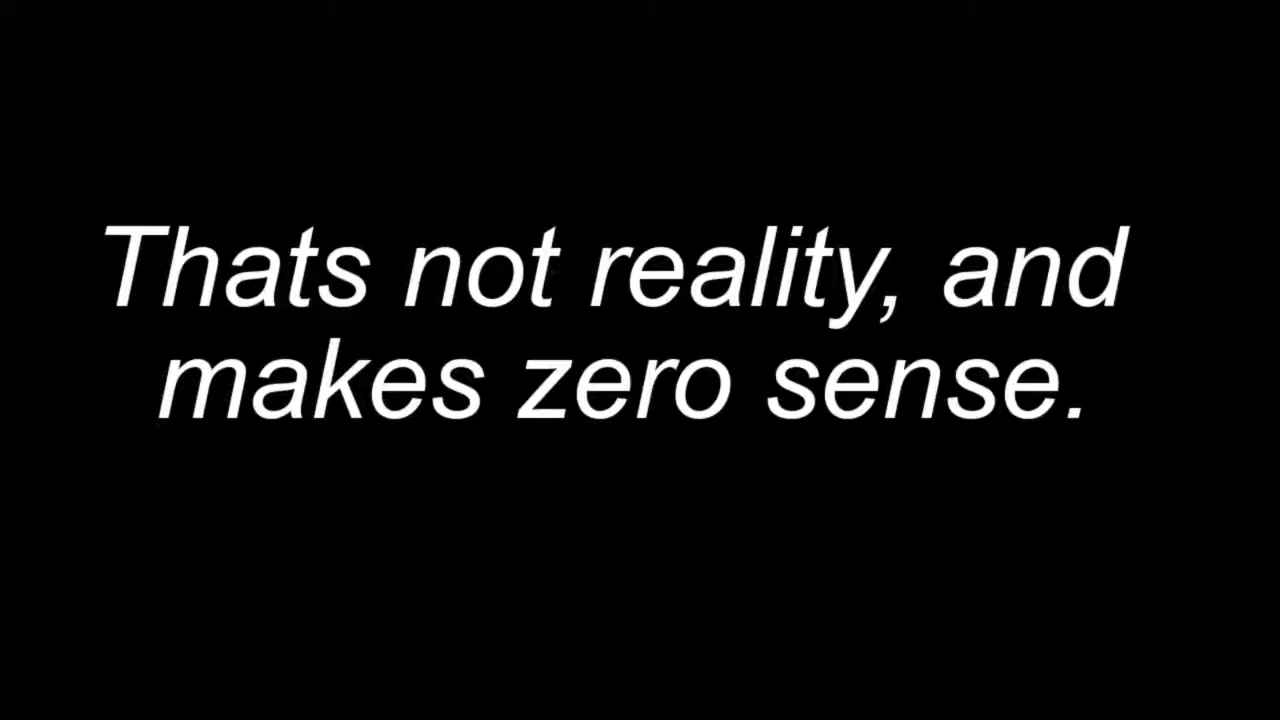 Thats not reality, and
makes zero sense.